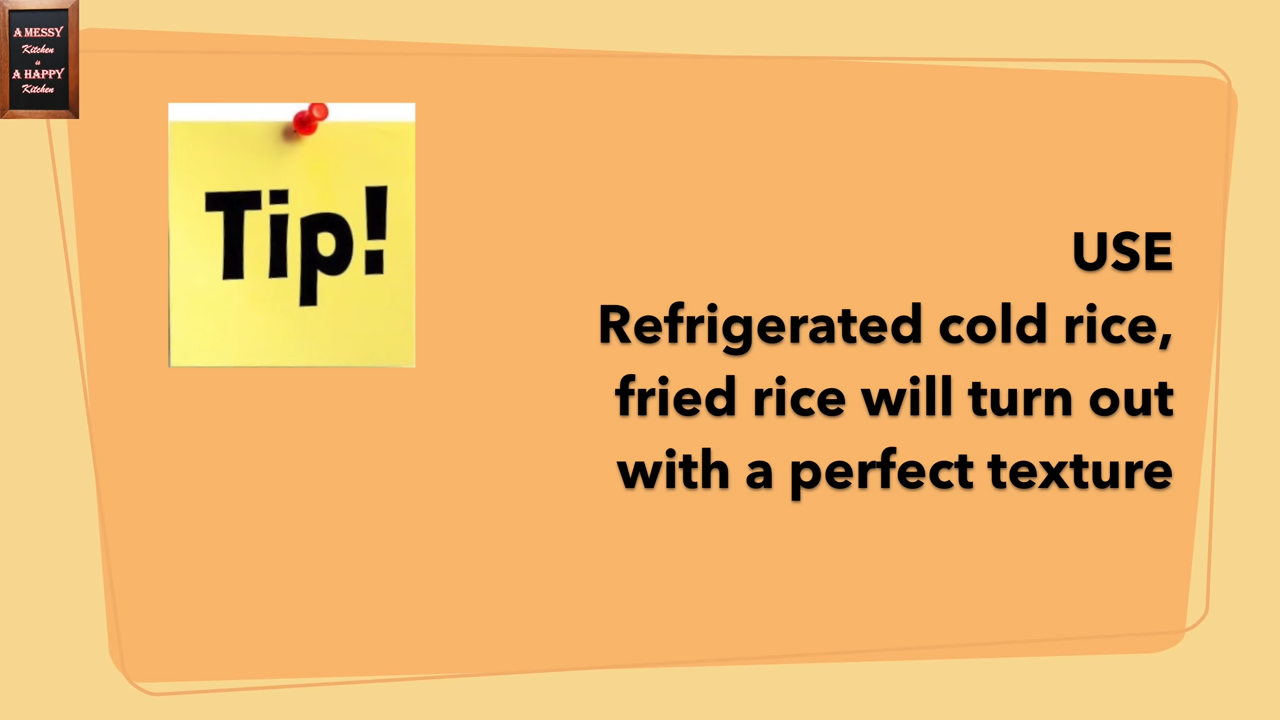 A MESSY
Kitchen
is
A HAPPY
Kitchen
Tip!
USE
Refrigerated cold rice,
fried rice will turn out
with a perfect texture